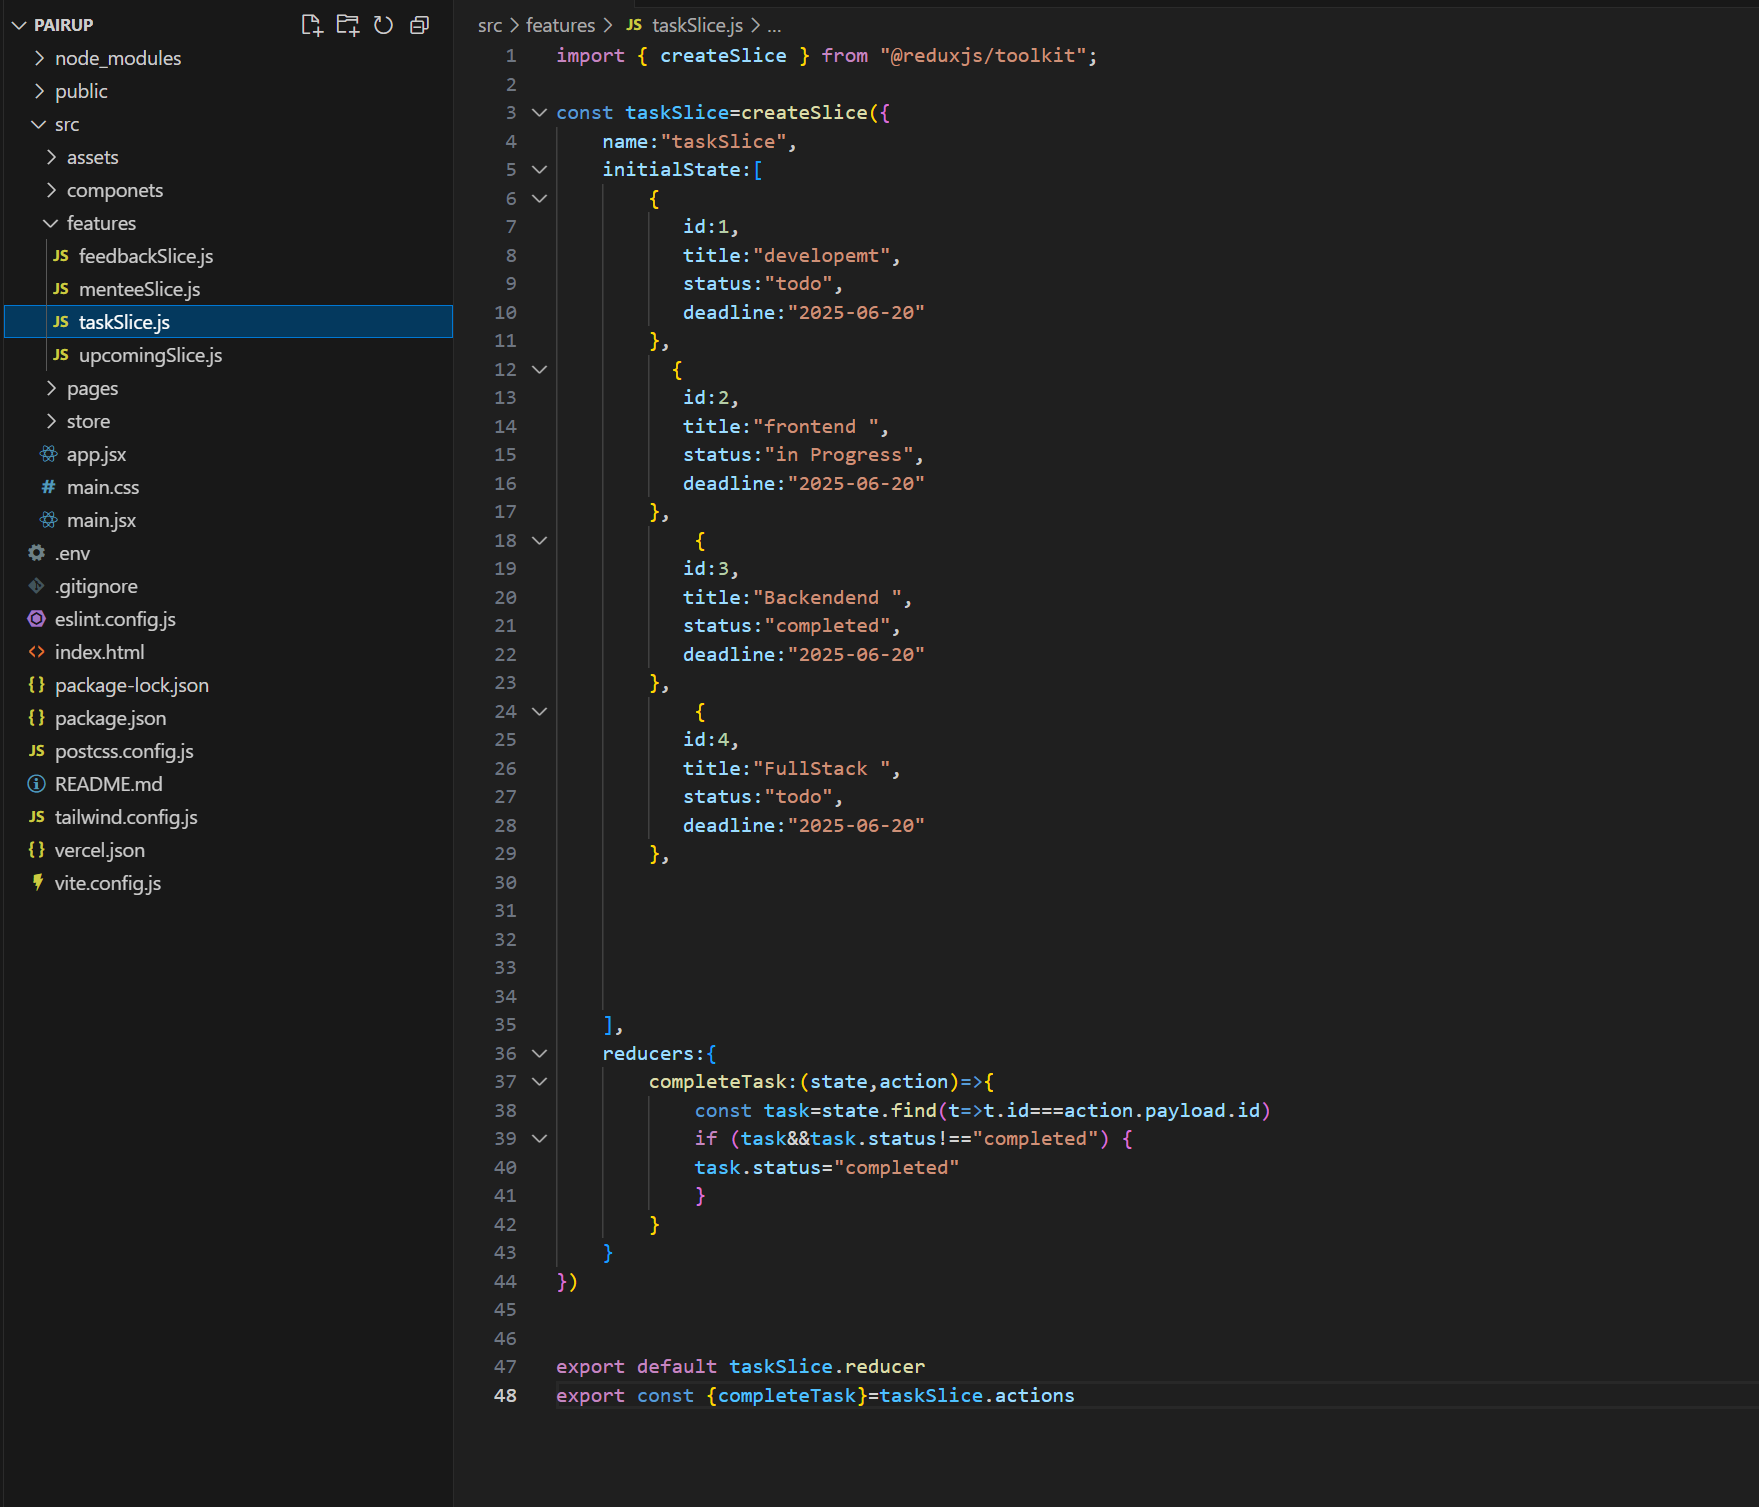 PAIRUP
node_modules
public
src
assets
componets
features
JS feedbackSlice.js
JS menteeSlice.js
JS taskSlice.js
JS upcomingSlice.js
pages
store
app.jsx
# main.css
main.jsx
.env
.gitignore
eslint.config.js
<> index.html
{} package-lock.json
{} package.json
JS postcss.config.js
README.md
JS tailwind.config.js
{} vercel.json
vite.config.js
src > features > JS taskSlice.js > ...
1 import { createSlice } from "@reduxjs/toolkit";
2
3 const taskSlice=createSlice({
4     name:"taskSlice",
5     initialState:[
6         {
7            id:1,
8            title:"developemt",
9            status:"todo",
10            deadline:"2025-06-20"
11         },
12           {
13            id:2,
14            title:"frontend ",
15            status:"in Progress",
16            deadline:"2025-06-20"
17         },
18             {
19            id:3,
20            title:"Backendend ",
21            status:"completed",
22            deadline:"2025-06-20"
23         },
24             {
25            id:4,
26            title:"FullStack ",
27            status:"todo",
28            deadline:"2025-06-20"
29         },
30
31
32
33
34
35     ],
36     reducers:{
37         completeTask:(state,action)=>{
38             const task=state.find(t=>t.id===action.payload.id)
39             if (task&&task.status!=="completed") {
40             task.status="completed"
41             }
42         }
43     }
44 })
45
46
47 export default taskSlice.reducer
48 export const {completeTask}=taskSlice.actions